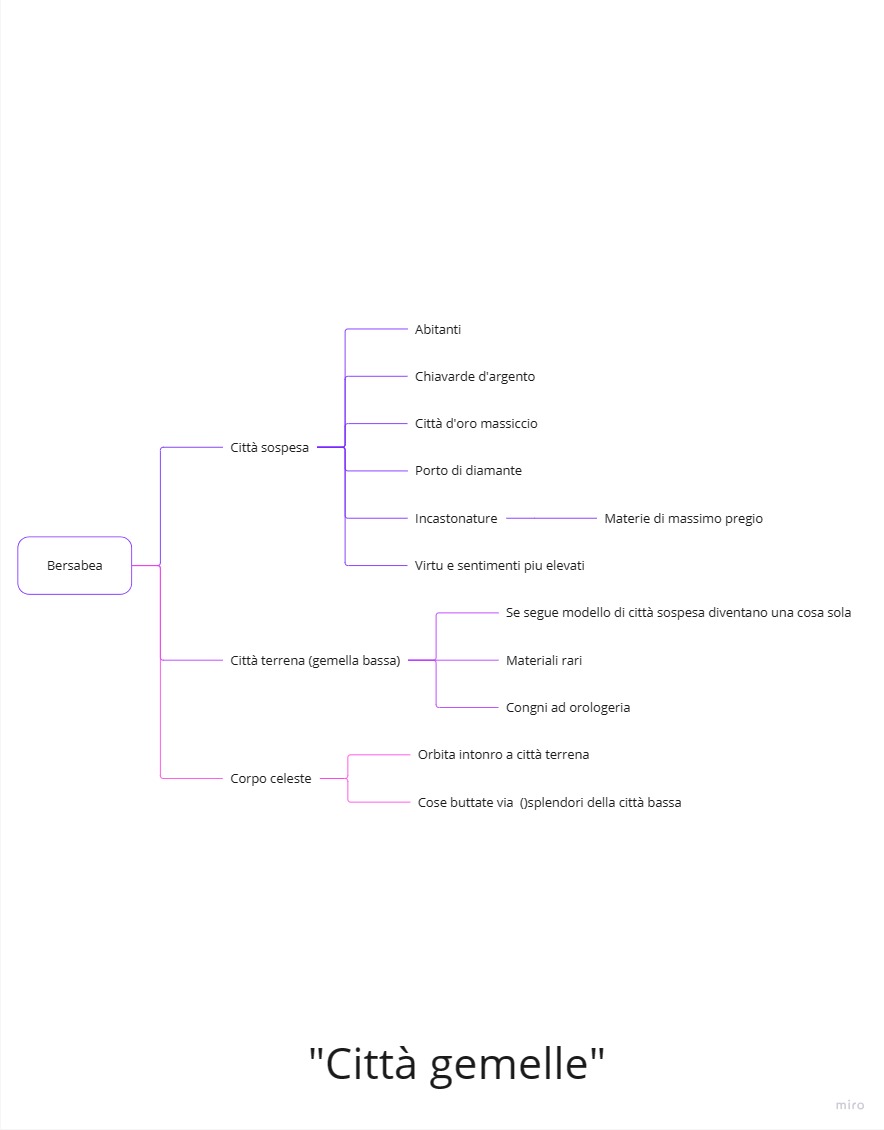 Abitanti
Chiavarde d'argento
Città d'oro massiccio
Città sospesa
Porto di diamante
Incastonature
Materie di massimo pregio
Virtu e sentimenti piu elevati
Bersabea
Se segue modello di città sospesa diventano una cosa sola
Città terrena (gemella bassa)
Materiali rari
Congni ad orologeria
Orbita intonro a città terrena
Corpo celeste
Cose buttate via  ()splendori della città bassa
"Città gemelle"
miro